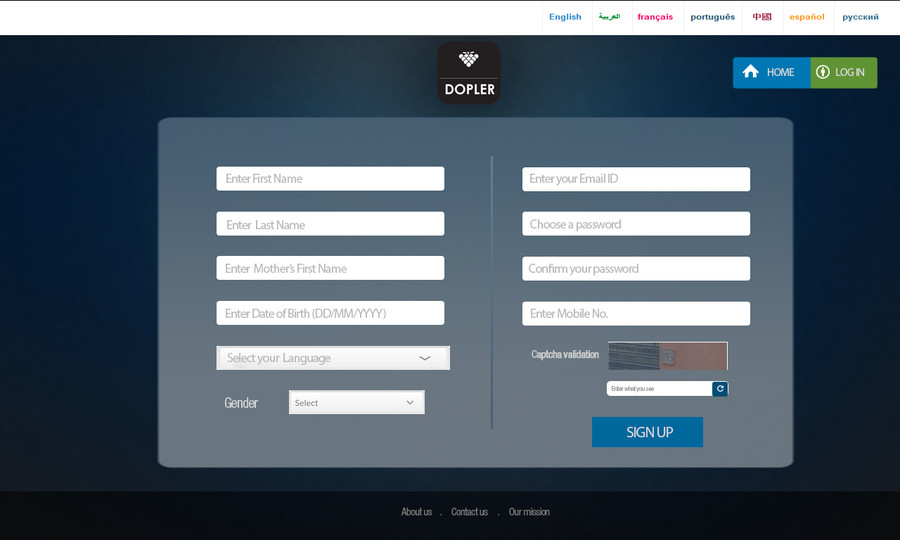 English العربية français português 中国 español русский
DOPLER
HOME LOG IN
Enter First Name
Enter your Email ID
Enter Last Name
Choose a password
Enter Mother's First Name
Confirm your password
Enter Date of Birth (DD/MM/YYYY)
Enter Mobile No.
Select your Language
Captcha validation
Enter what you see
Gender Select
SIGN UP
About us . Contact us . Our mission